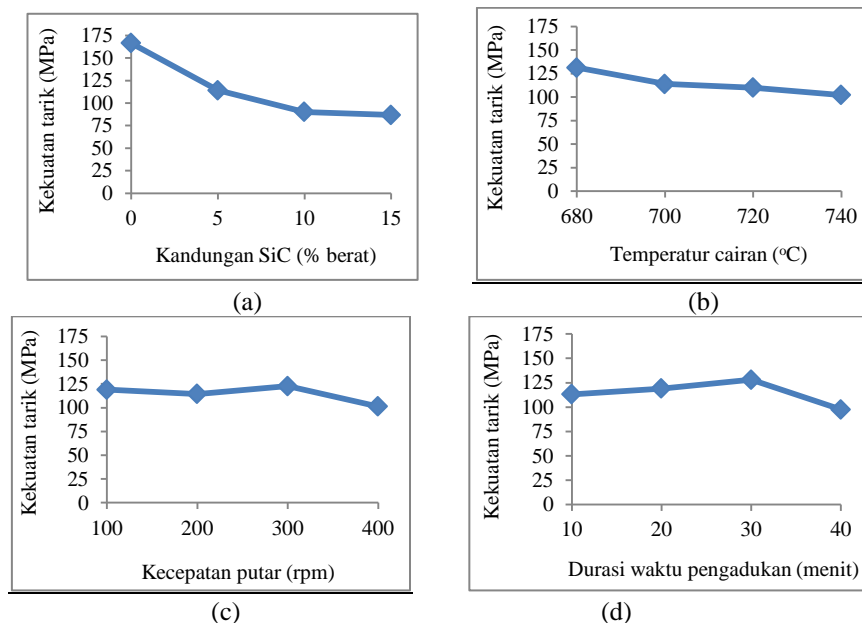 Kekuatan tarik (MPa)
175
150
125
100
75
50
25
0
0 5 10 15
Kandungan SiC (% berat)
(a)
Kekuatan tarik (MPa)
175
150
125
100
75
50
25
0
680 700 720 740
Temperatur cairan (ºC)
(b)
Kekuatan tarik (MPa)
175
150
125
100
75
50
25
0
100 200 300 400
Kecepatan putar (rpm)
(c)
Kekuatan tarik (MPa)
175
150
125
100
75
50
25
0
10 20 30 40
Durasi waktu pengadukan (menit)
(d)